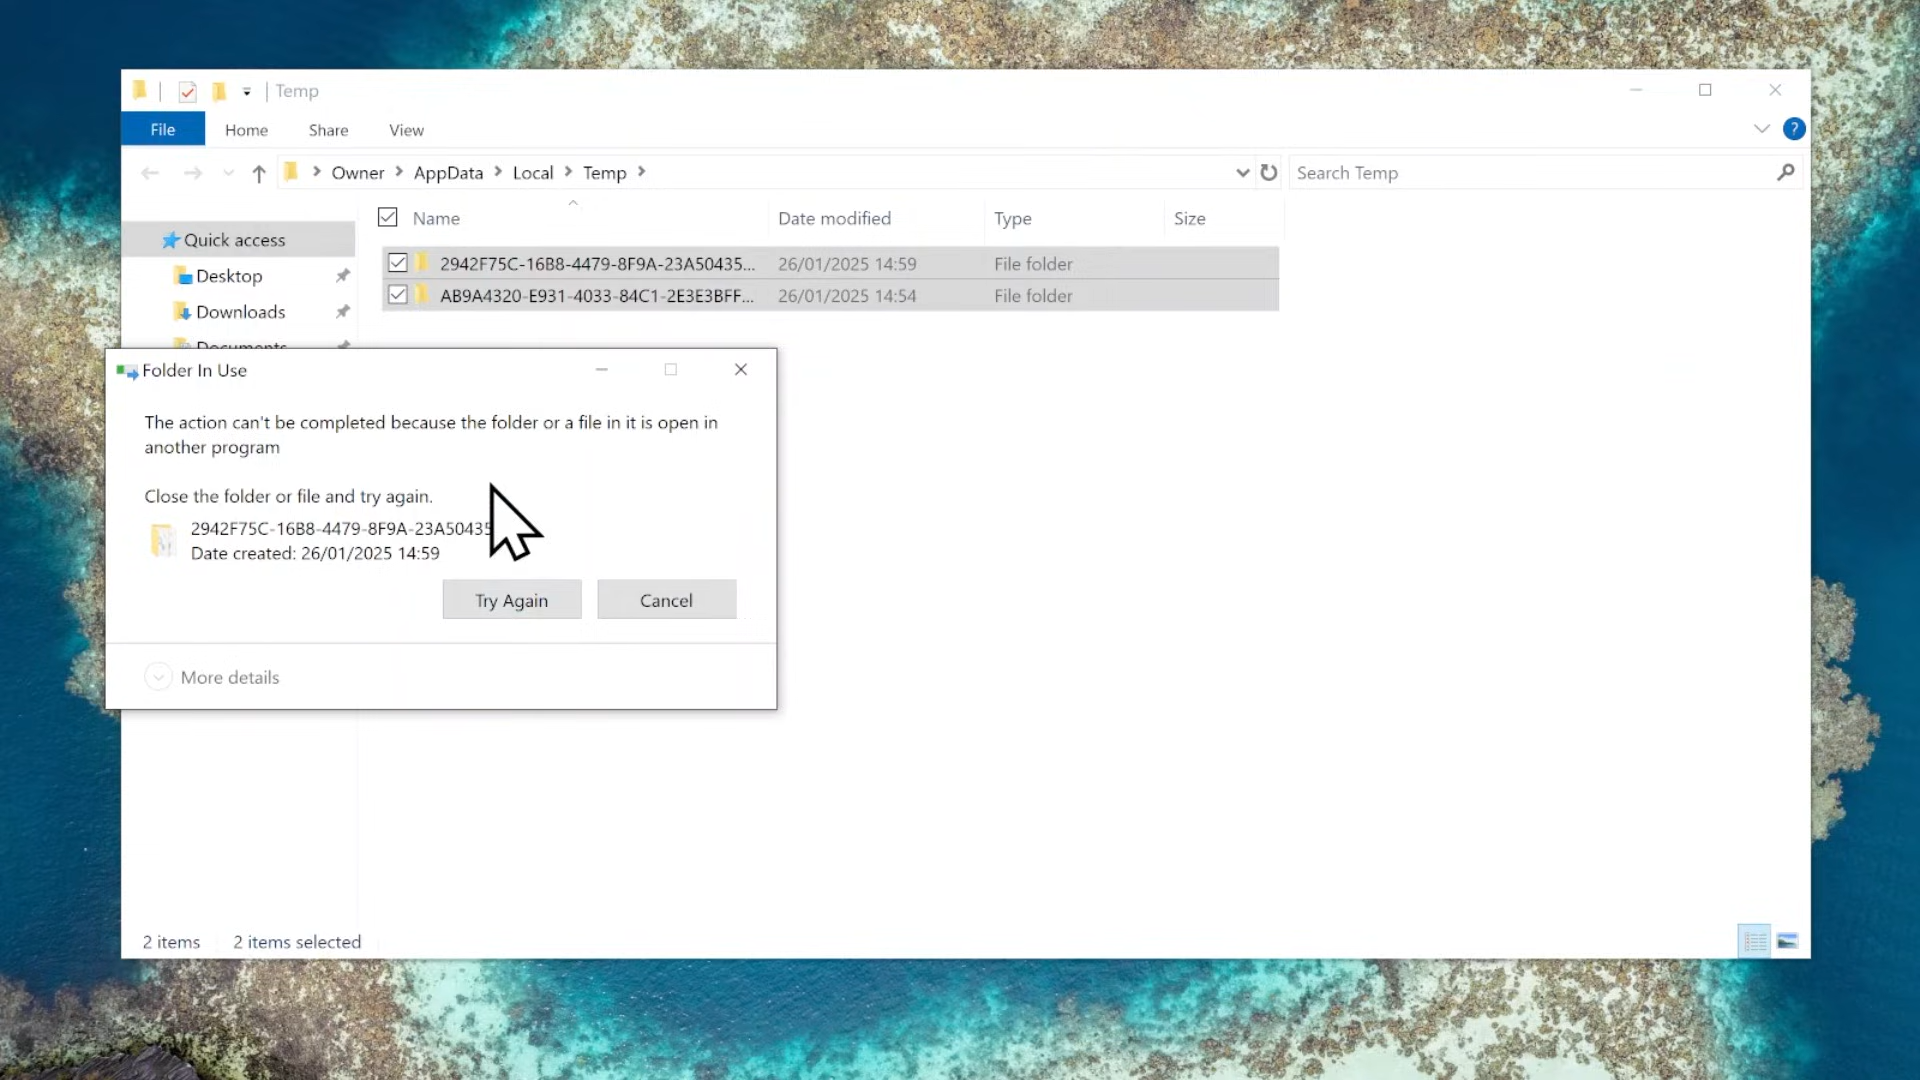 Temp
File Home Share View ?
Owner AppData Local Temp
Search Temp
Name Date modified Type Size
Quick access
2942F75C-16B8-4479-8F9A-23A50435... 26/01/2025 14:59 File folder
Desktop
AB9A4320-E931-4033-84C1-2E3E3BFF... 26/01/2025 14:54 File folder
Downloads
Documents
Folder In Use
The action can't be completed because the folder or a file in it is open in
another program
Close the folder or file and try again.
2942F75C-16B8-4479-8F9A-23A50435
Date created: 26/01/2025 14:59
Try Again Cancel
More details
2 items 2 items selected